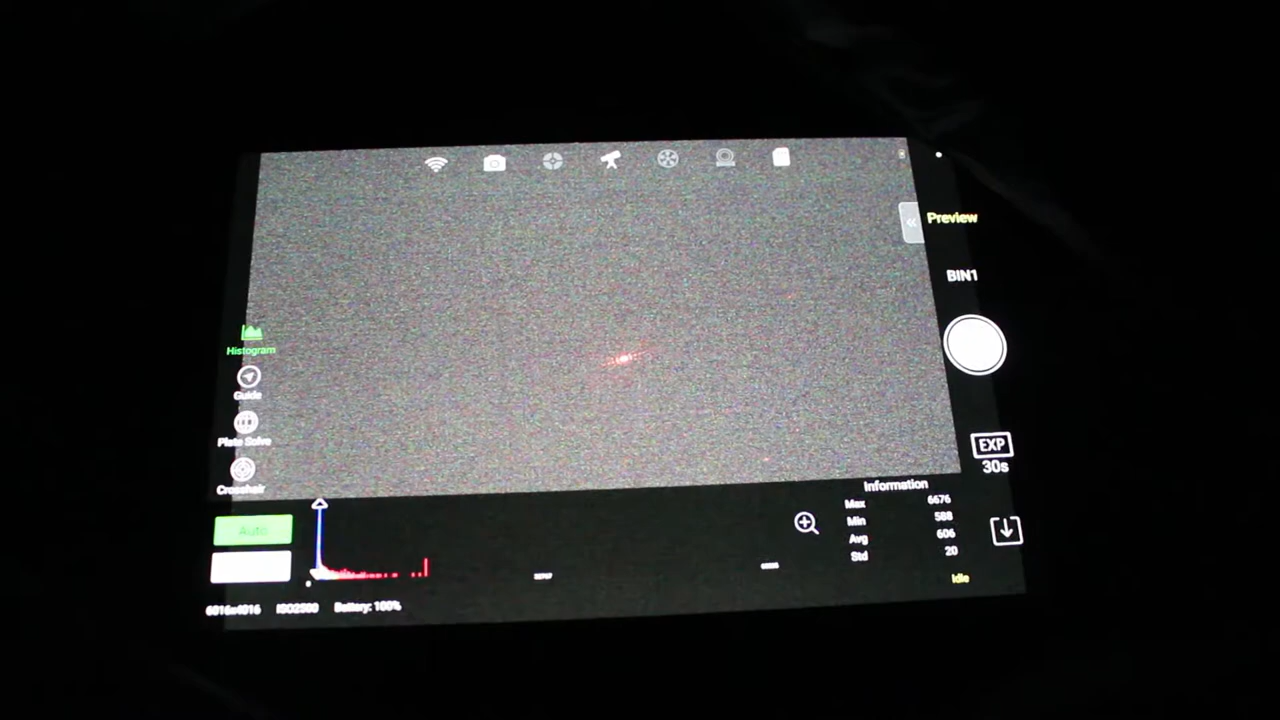 Preview
BIN1
Histogram
Guide
Plate Solve
Crosshair
EXP
30s
Information
Max 6676
Min 588
Avg 606
Std 20
Auto
Idle
6016x4016 ISO2500 Battery: 100%